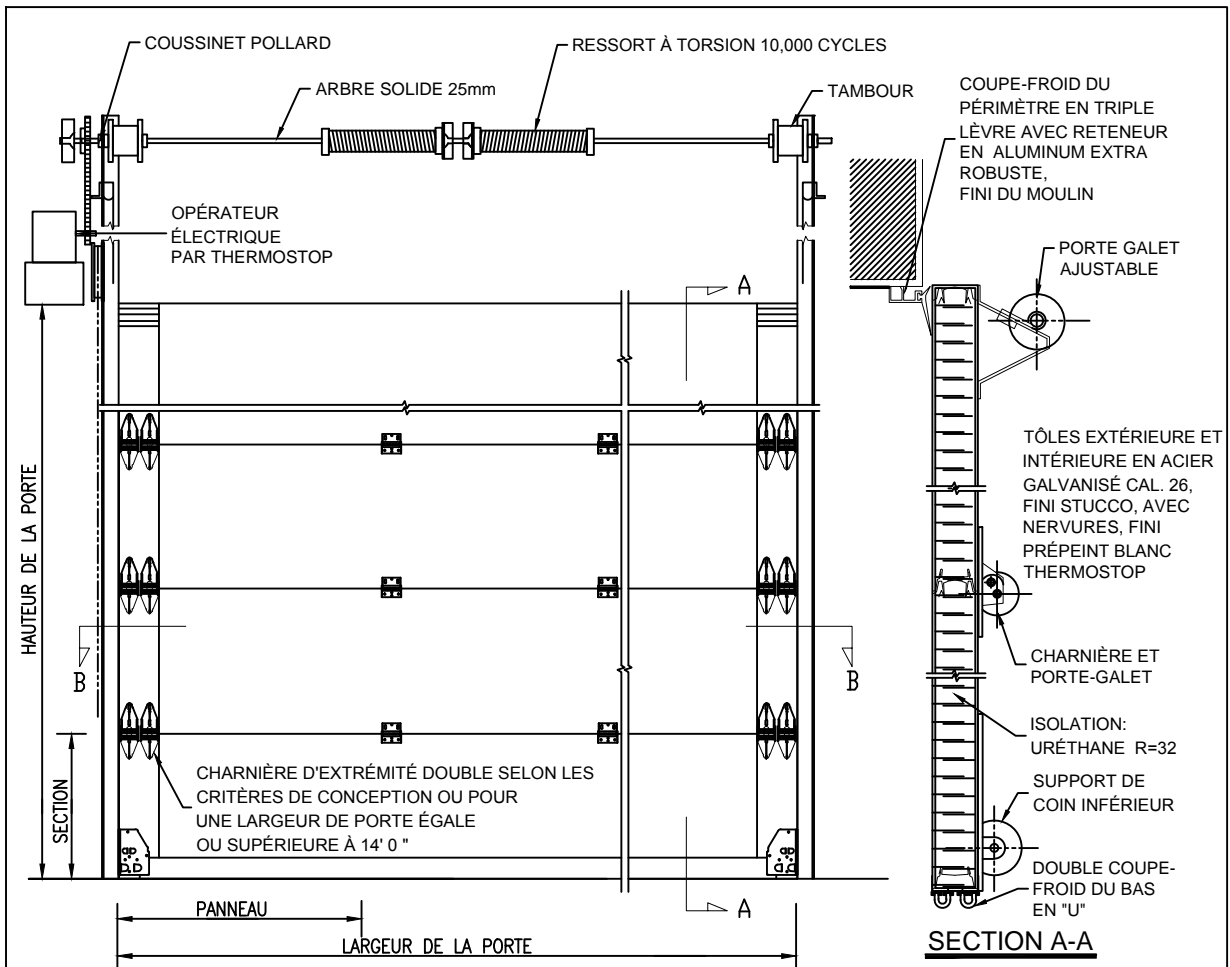 COUSSINET POLLARD
RESSORT À TORSION 10,000 CYCLES
ARBRE SOLIDE 25mm
TAMBOUR
COUPE-FROID DU
PÉRIMÈTRE EN TRIPLE
LÈVRE AVEC RETENEUR
EN ALUMINUM EXTRA
ROBUSTE,
FINI DU MOULIN
OPÉRATEUR
ÉLECTRIQUE
PAR THERMOSTOP
PORTE GALET
AJUSTABLE
A
HAUTEUR DE LA PORTE
TÔLES EXTÉRIEURE ET
INTÉRIEURE EN ACIER
GALVANISÉ CAL. 26,
FINI STUCCO, AVEC
NERVURES, FINI
PRÉPEINT BLANC
THERMOSTOP
B
B
CHARNIÈRE ET
PORTE-GALET
ISOLATION:
URÉTHANE R=32
SECTION
CHARNIÈRE D'EXTRÉMITÉ DOUBLE SELON LES
CRITÈRES DE CONCEPTION OU POUR
UNE LARGEUR DE PORTE ÉGALE
OU SUPÉRIEURE À 14' 0 "
SUPPORT DE
COIN INFÉRIEUR
DOUBLE COUPE-
FROID DU BAS
EN "U"
A
PANNEAU
LARGEUR DE LA PORTE
SECTION A-A